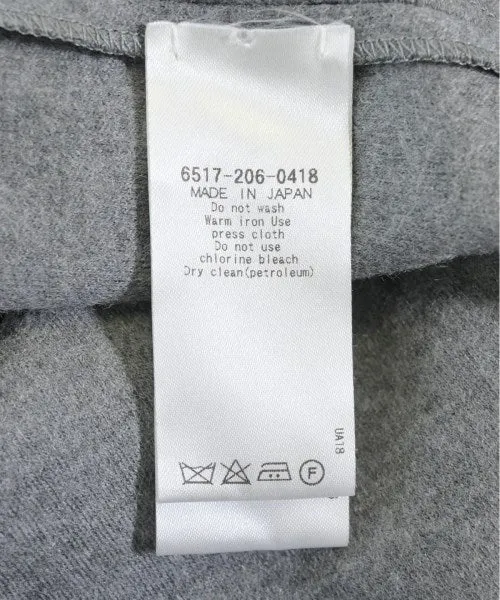 6517-206-0418
MADE IN JAPAN
Do not wash
Warm iron Use
press cloth
Do not use
chlorine bleach
Dry clean(petroleum)
UA18
F